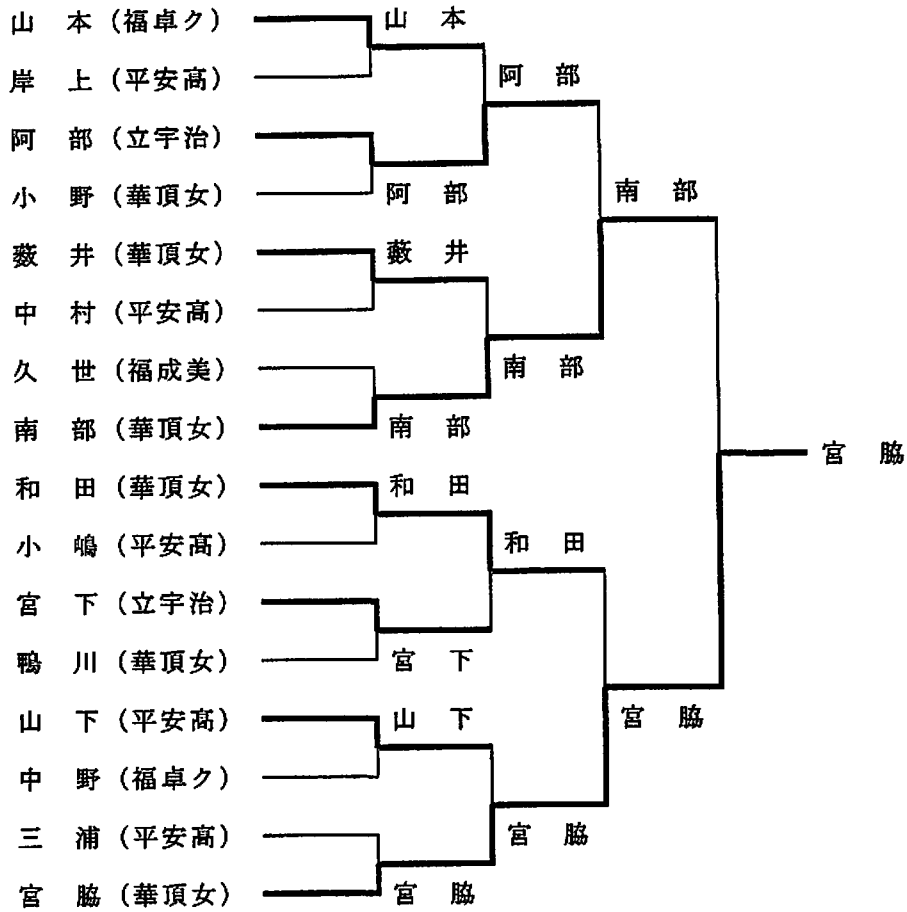 山本(福卓ク)
山本
岸上(平安高)
阿部
阿部(立宇治)
小野(華頂女)
阿部
南部
薮井(華頂女)
薮井
中村(平安高)
久世(福成美)
南部
南部(華頂女)
南部
宮脇
和田(華頂女)
和田
小嶋(平安高)
和田
宮下(立宇治)
鴨川(華頂女)
宮下
山下(平安高)
山下
宮脇
中野(福卓ク)
三浦(平安高)
宮脇
宮脇(華頂女)
宮脇